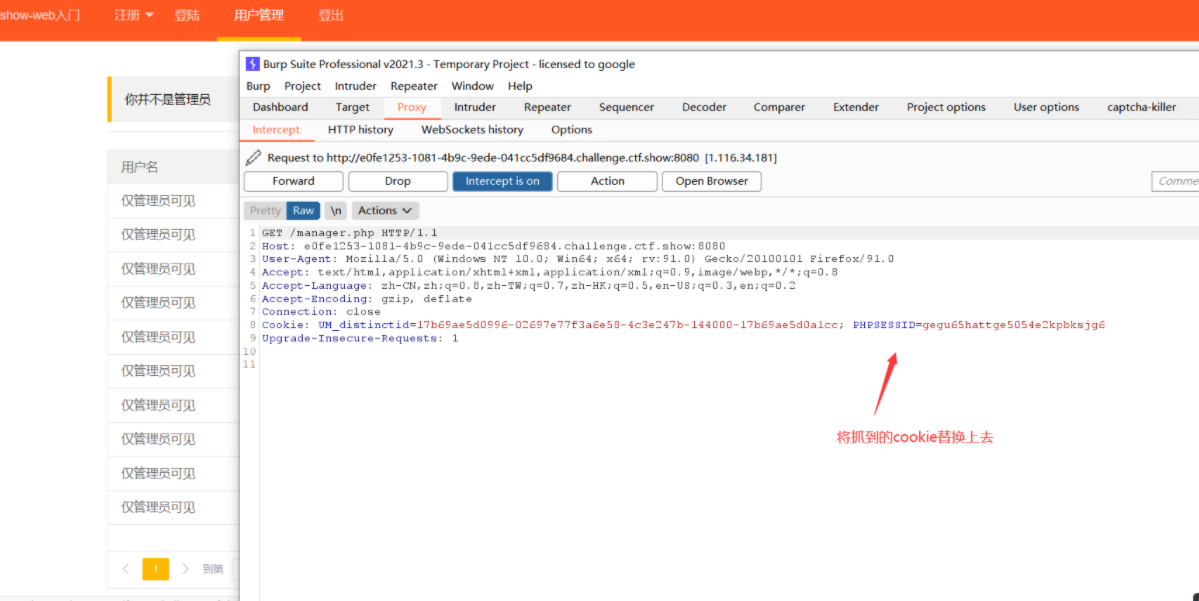 show-web入门 注册 登陆 用户管理 登出
你并不是管理员
用户名
仅管理员可见
仅管理员可见
仅管理员可见
仅管理员可见
仅管理员可见
仅管理员可见
仅管理员可见
仅管理员可见
仅管理员可见
仅管理员可见
1 到第
Burp Suite Professional v2021.3 - Temporary Project - licensed to google
Burp Project Intruder Repeater Window Help
Dashboard Target Proxy Intruder Repeater Sequencer Decoder Comparer Extender Project options User options captcha-killer
Intercept HTTP history WebSockets history Options
Request to http://e0fe1253-1081-4b9c-9ede-041cc5df9684.challenge.ctf.show:8080 [1.116.34.181]
Forward Drop Intercept is on Action Open Browser Comme
Pretty Raw \n Actions
1 GET /manager.php HTTP/1.1
2 Host: e0fe1253-1081-4b9c-9ede-041cc5df9684.challenge.ctf.show:8080
3 User-Agent: Mozilla/5.0 (Windows NT 10.0; Win64; x64; rv:91.0) Gecko/20100101 Firefox/91.0
4 Accept: text/html,application/xhtml+xml,application/xml;q=0.9,image/webp,*/*;q=0.8
5 Accept-Language: zh-CN,zh;q=0.8,zh-TW;q=0.7,zh-HK;q=0.5,en-US;q=0.3,en;q=0.2
6 Accept-Encoding: gzip, deflate
7 Connection: close
8 Cookie: UM_distinctid=17b69ae5d0996-02697e77f3a6e58-4c3e247b-144000-17b69ae5d0a1cc; PHPSESSID=gegu65hattge5054e2kpbksjg6
9 Upgrade-Insecure-Requests: 1
10
11
将抓到的cookie替换上去